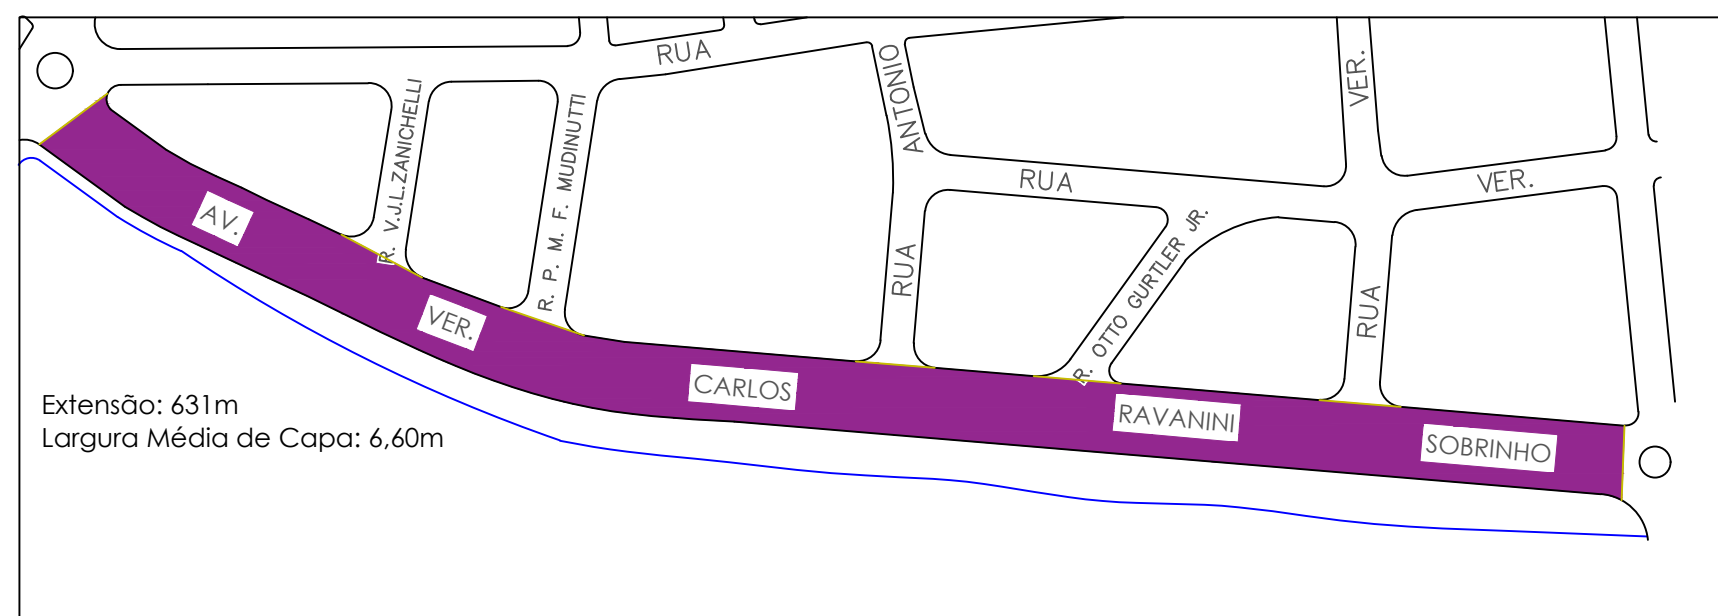 RUA
ANTONIO
VER.
R. V.J.L.ZANICHELLI
R. P. M. F. MUDINUTTI
RUA
VER.
AV.
RUA
R. OTTO GURTLER JR.
RUA
VER.
CARLOS
RAVANINI
SOBRINHO
Extensão: 631m
Largura Média de Capa: 6,60m